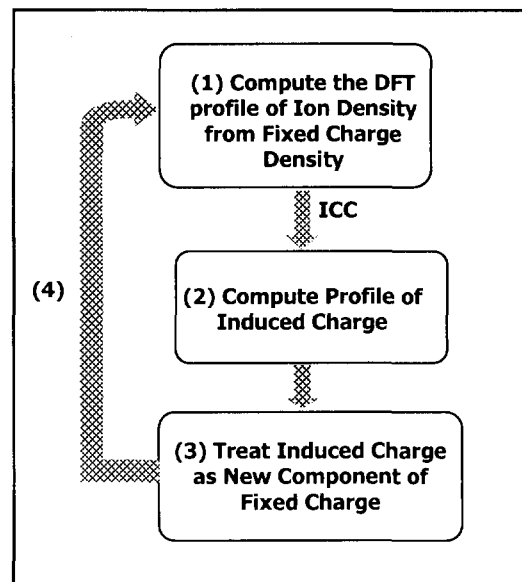 (1) Compute the DFT
profile of Ion Density
from Fixed Charge
Density
ICC
(4)
(2) Compute Profile of
Induced Charge
(3) Treat Induced Charge
as New Component of
Fixed Charge